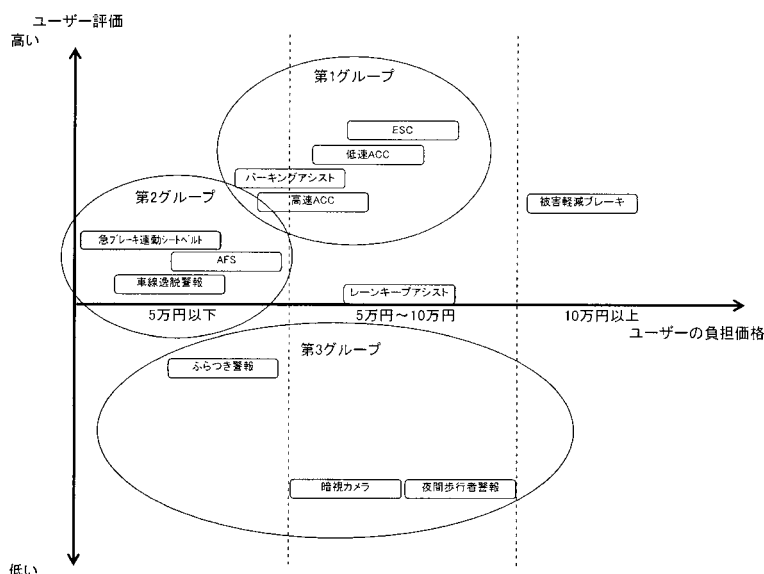 ユーザー評価
高い
第1グループ
ESC
低速ACC
パーキングアシスト
高速ACC
被害軽減ブレーキ
第2グループ
急ブレーキ連動シートベルト
AFS
車線逸脱警報
レーンキープアシスト
5万円以下
5万円～10万円
10万円以上
ユーザーの負担価格
第3グループ
ふらつき警報
暗視カメラ
夜間歩行者警報
低い